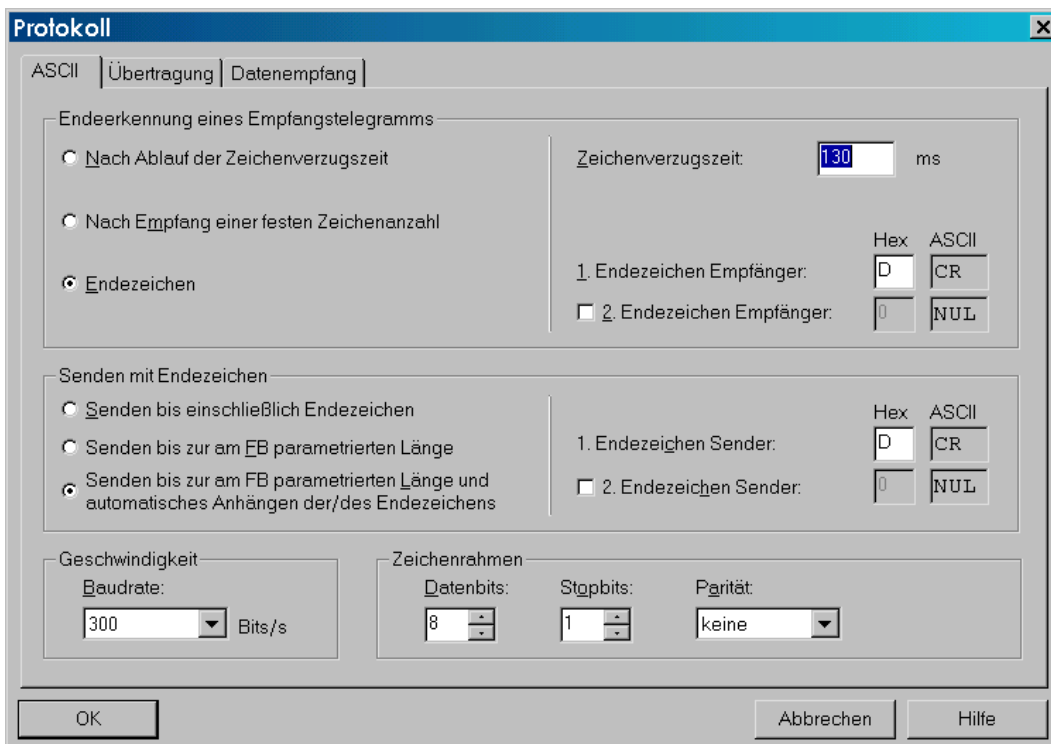 Protokoll
ASCII Übertragung Datenempfang
Endeerkennung eines Empfangstelegramms
Nach Ablauf der Zeichenverzugszeit
Zeichenverzugszeit: 130 ms
Nach Empfang einer festen Zeichenanzahl
Hex ASCII
Endezeichen
1. Endezeichen Empfänger: D CR
2. Endezeichen Empfänger: 0 NUL
Senden mit Endezeichen
Senden bis einschließlich Endezeichen
Senden bis zur am FB parametrierten Länge
Senden bis zur am FB parametrierten Länge und
automatisches Anhängen der/des Endezeichens
Hex ASCII
1. Endezeichen Sender: D CR
2. Endezeichen Sender: 0 NUL
Geschwindigkeit
Baudrate:
300 Bits/s
Zeichenrahmen
Datenbits: Stopbits: Parität:
8 1 keine
OK Abbrechen Hilfe